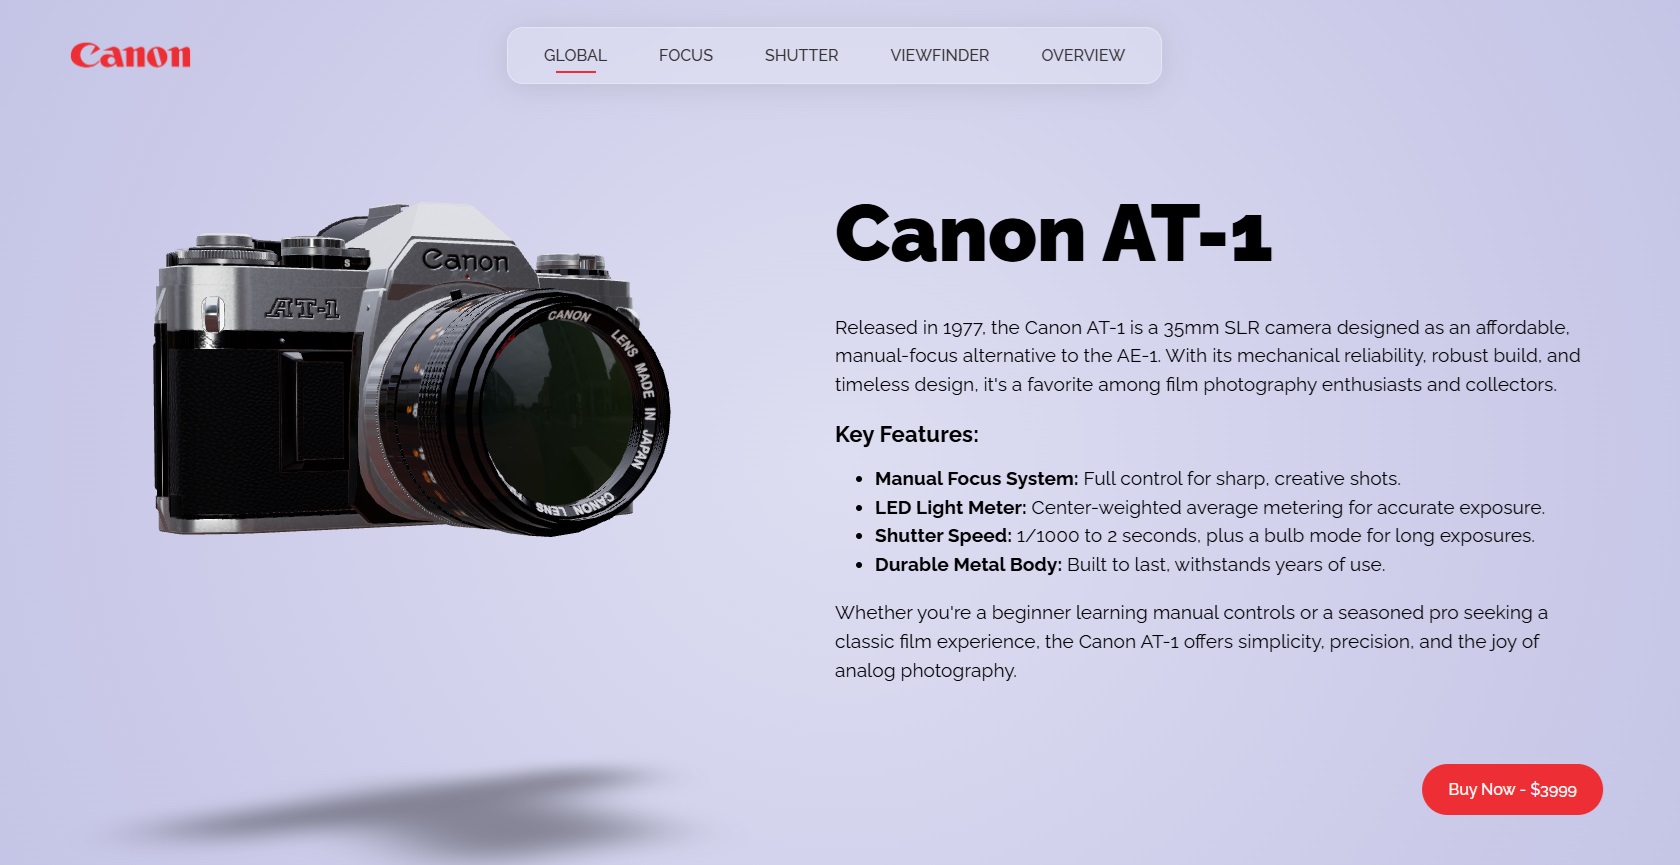 Canon
GLOBAL FOCUS SHUTTER VIEWFINDER OVERVIEW
Canon
AT-1
S
CANON LENS MADE IN JAPAN
CANON LENS
Canon AT-1
Released in 1977, the Canon AT-1 is a 35mm SLR camera designed as an affordable,
manual-focus alternative to the AE-1. With its mechanical reliability, robust build, and
timeless design, it's a favorite among film photography enthusiasts and collectors.
Key Features:
• Manual Focus System: Full control for sharp, creative shots.
• LED Light Meter: Center-weighted average metering for accurate exposure.
• Shutter Speed: 1/1000 to 2 seconds, plus a bulb mode for long exposures.
• Durable Metal Body: Built to last, withstands years of use.
Whether you're a beginner learning manual controls or a seasoned pro seeking a
classic film experience, the Canon AT-1 offers simplicity, precision, and the joy of
analog photography.
Buy Now - $3999